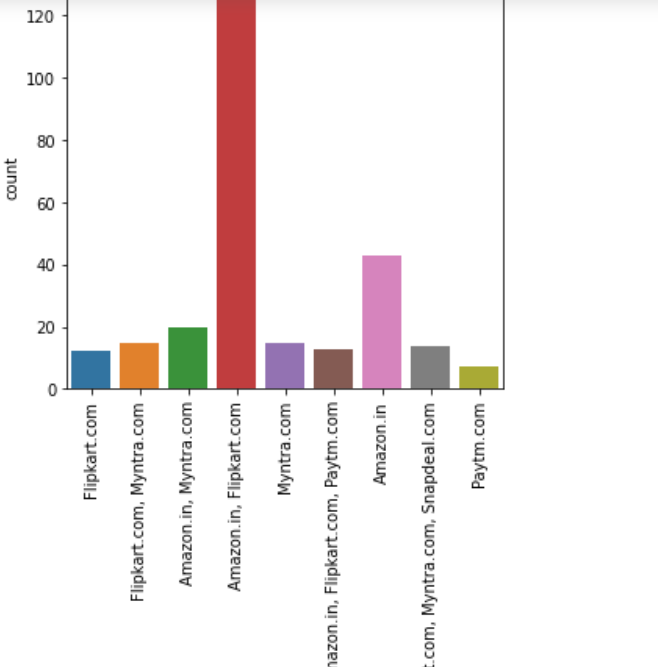 120
100
80
60
40
20
0
count
Flipkart.com
Flipkart.com, Myntra.com
Amazon.in, Myntra.com
Amazon.in, Flipkart.com
Myntra.com
nazon.in, Flipkart.com, Paytm.com
Amazon.in
t.com, Myntra.com, Snapdeal.com
Paytm.com